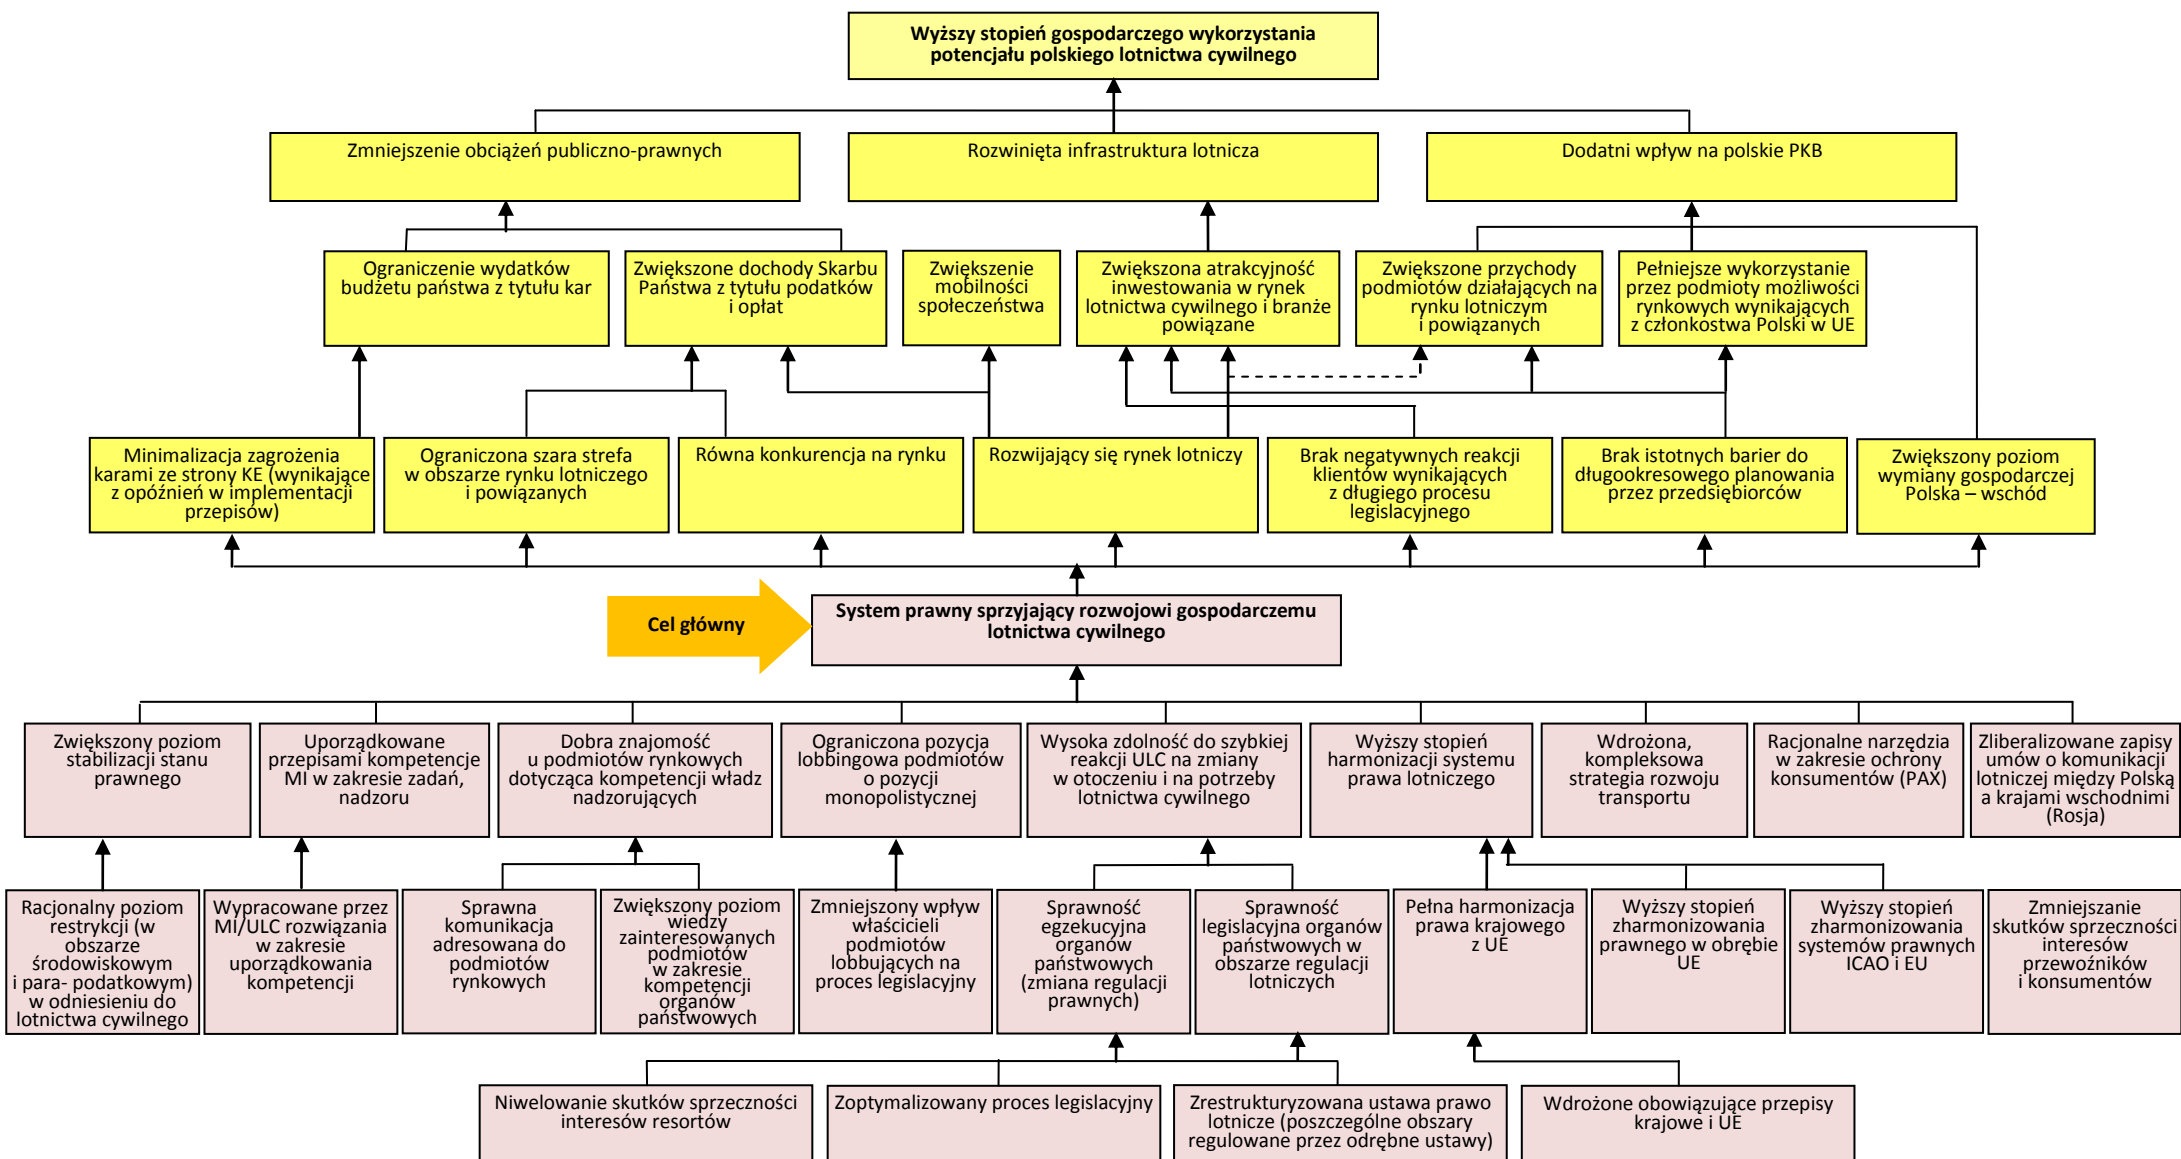 Wyższy stopień gospodarczego wykorzystania
potencjału polskiego lotnictwa cywilnego
Zmniejszenie obciążeń publiczno-prawnych
Rozwinięta infrastruktura lotnicza
Dodatni wpływ na polskie PKB
Ograniczenie wydatków
budżetu państwa z tytułu kar
Zwiększone dochody Skarbu
Państwa z tytułu podatków
i opłat
Zwiększenie
mobilności
społeczeństwa
Zwiększona atrakcyjność
inwestowania w rynek
lotnictwa cywilnego i branże
powiązane
Zwiększone przychody
podmiotów działających na
rynku lotniczym
i powiązanych
Pełniejsze wykorzystanie
przez podmioty możliwości
rynkowych wynikających
z członkostwa Polski w UE
Minimalizacja zagrożenia
karami ze strony KE (wynikające
z opóźnień w implementacji
przepisów)
Ograniczona szara strefa
w obszarze rynku lotniczego
i powiązanych
Równa konkurencja na rynku
Rozwijający się rynek lotniczy
Brak negatywnych reakcji
klientów wynikających
z długiego procesu
legislacyjnego
Brak istotnych barier do
długookresowego planowania
przez przedsiębiorców
Zwiększony poziom
wymiany gospodarczej
Polska – wschód
Cel główny
System prawny sprzyjający rozwojowi gospodarczemu
lotnictwa cywilnego
Zwiększony poziom
stabilizacji stanu
prawnego
Uporządkowane
przepisami kompetencje
MI w zakresie zadań,
nadzoru
Dobra znajomość
u podmiotów rynkowych
dotycząca kompetencji władz
nadzorujących
Ograniczona pozycja
lobbingowa podmiotów
o pozycji
monopolistycznej
Wysoka zdolność do szybkiej
reakcji ULC na zmiany
w otoczeniu i na potrzeby
lotnictwa cywilnego
Wyższy stopień
harmonizacji systemu
prawa lotniczego
Wdrożona,
kompleksowa
strategia rozwoju
transportu
Racjonalne narzędzia
w zakresie ochrony
konsumentów (PAX)
Zliberalizowane zapisy
umów o komunikacji
lotniczej między Polską
a krajami wschodnimi
(Rosja)
Racjonalny poziom
restrykcji (w
obszarze
środowiskowym
i para- podatkowym)
w odniesieniu do
lotnictwa cywilnego
Wypracowane przez
MI/ULC rozwiązania
w zakresie
uporządkowania
kompetencji
Sprawna
komunikacja
adresowana do
podmiotów
rynkowych
Zwiększony poziom
wiedzy
zainteresowanych
podmiotów
w zakresie
kompetencji
organów
państwowych
Zmniejszony wpływ
właścicieli
podmiotów
lobbujących na
proces legislacyjny
Sprawność
egzekucyjna
organów
państwowych
(zmiana regulacji
prawnych)
Sprawność
legislacyjna organów
państwowych w
obszarze regulacji
lotniczych
Pełna harmonizacja
prawa krajowego
z UE
Wyższy stopień
zharmonizowania
prawnego w obrębie
UE
Wyższy stopień
zharmonizowania
systemów prawnych
ICAO i EU
Zmniejszanie
skutków sprzeczności
interesów
przewoźników
i konsumentów
Niwelowanie skutków sprzeczności
interesów resortów
Zoptymalizowany proces legislacyjny
Zrestrukturyzowana ustawa prawo
lotnicze (poszczególne obszary
regulowane przez odrębne ustawy)
Wdrożone obowiązujące przepisy
krajowe i UE